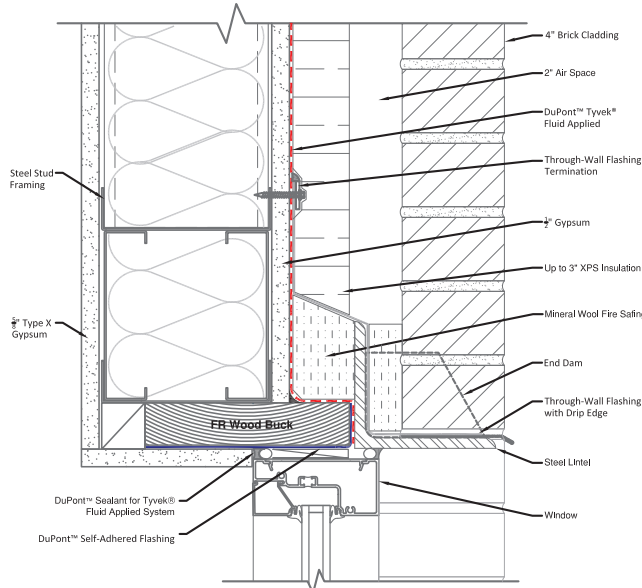 4" Brick Cladding
2" Air Space
DuPont™ Tyvek®
Fluid Applied
Through-Wall Flashing
Termination
Steel Stud
Framing
½" Gypsum
Up to 3" XPS Insulation
⅝" Type X
Gypsum
Mineral Wool Fire Safing
End Dam
Through-Wall Flashing
with Drip Edge
FR Wood Buck
Steel Lintel
DuPont™ Sealant for Tyvek®
Fluid Applied System
Window
DuPont™ Self-Adhered Flashing